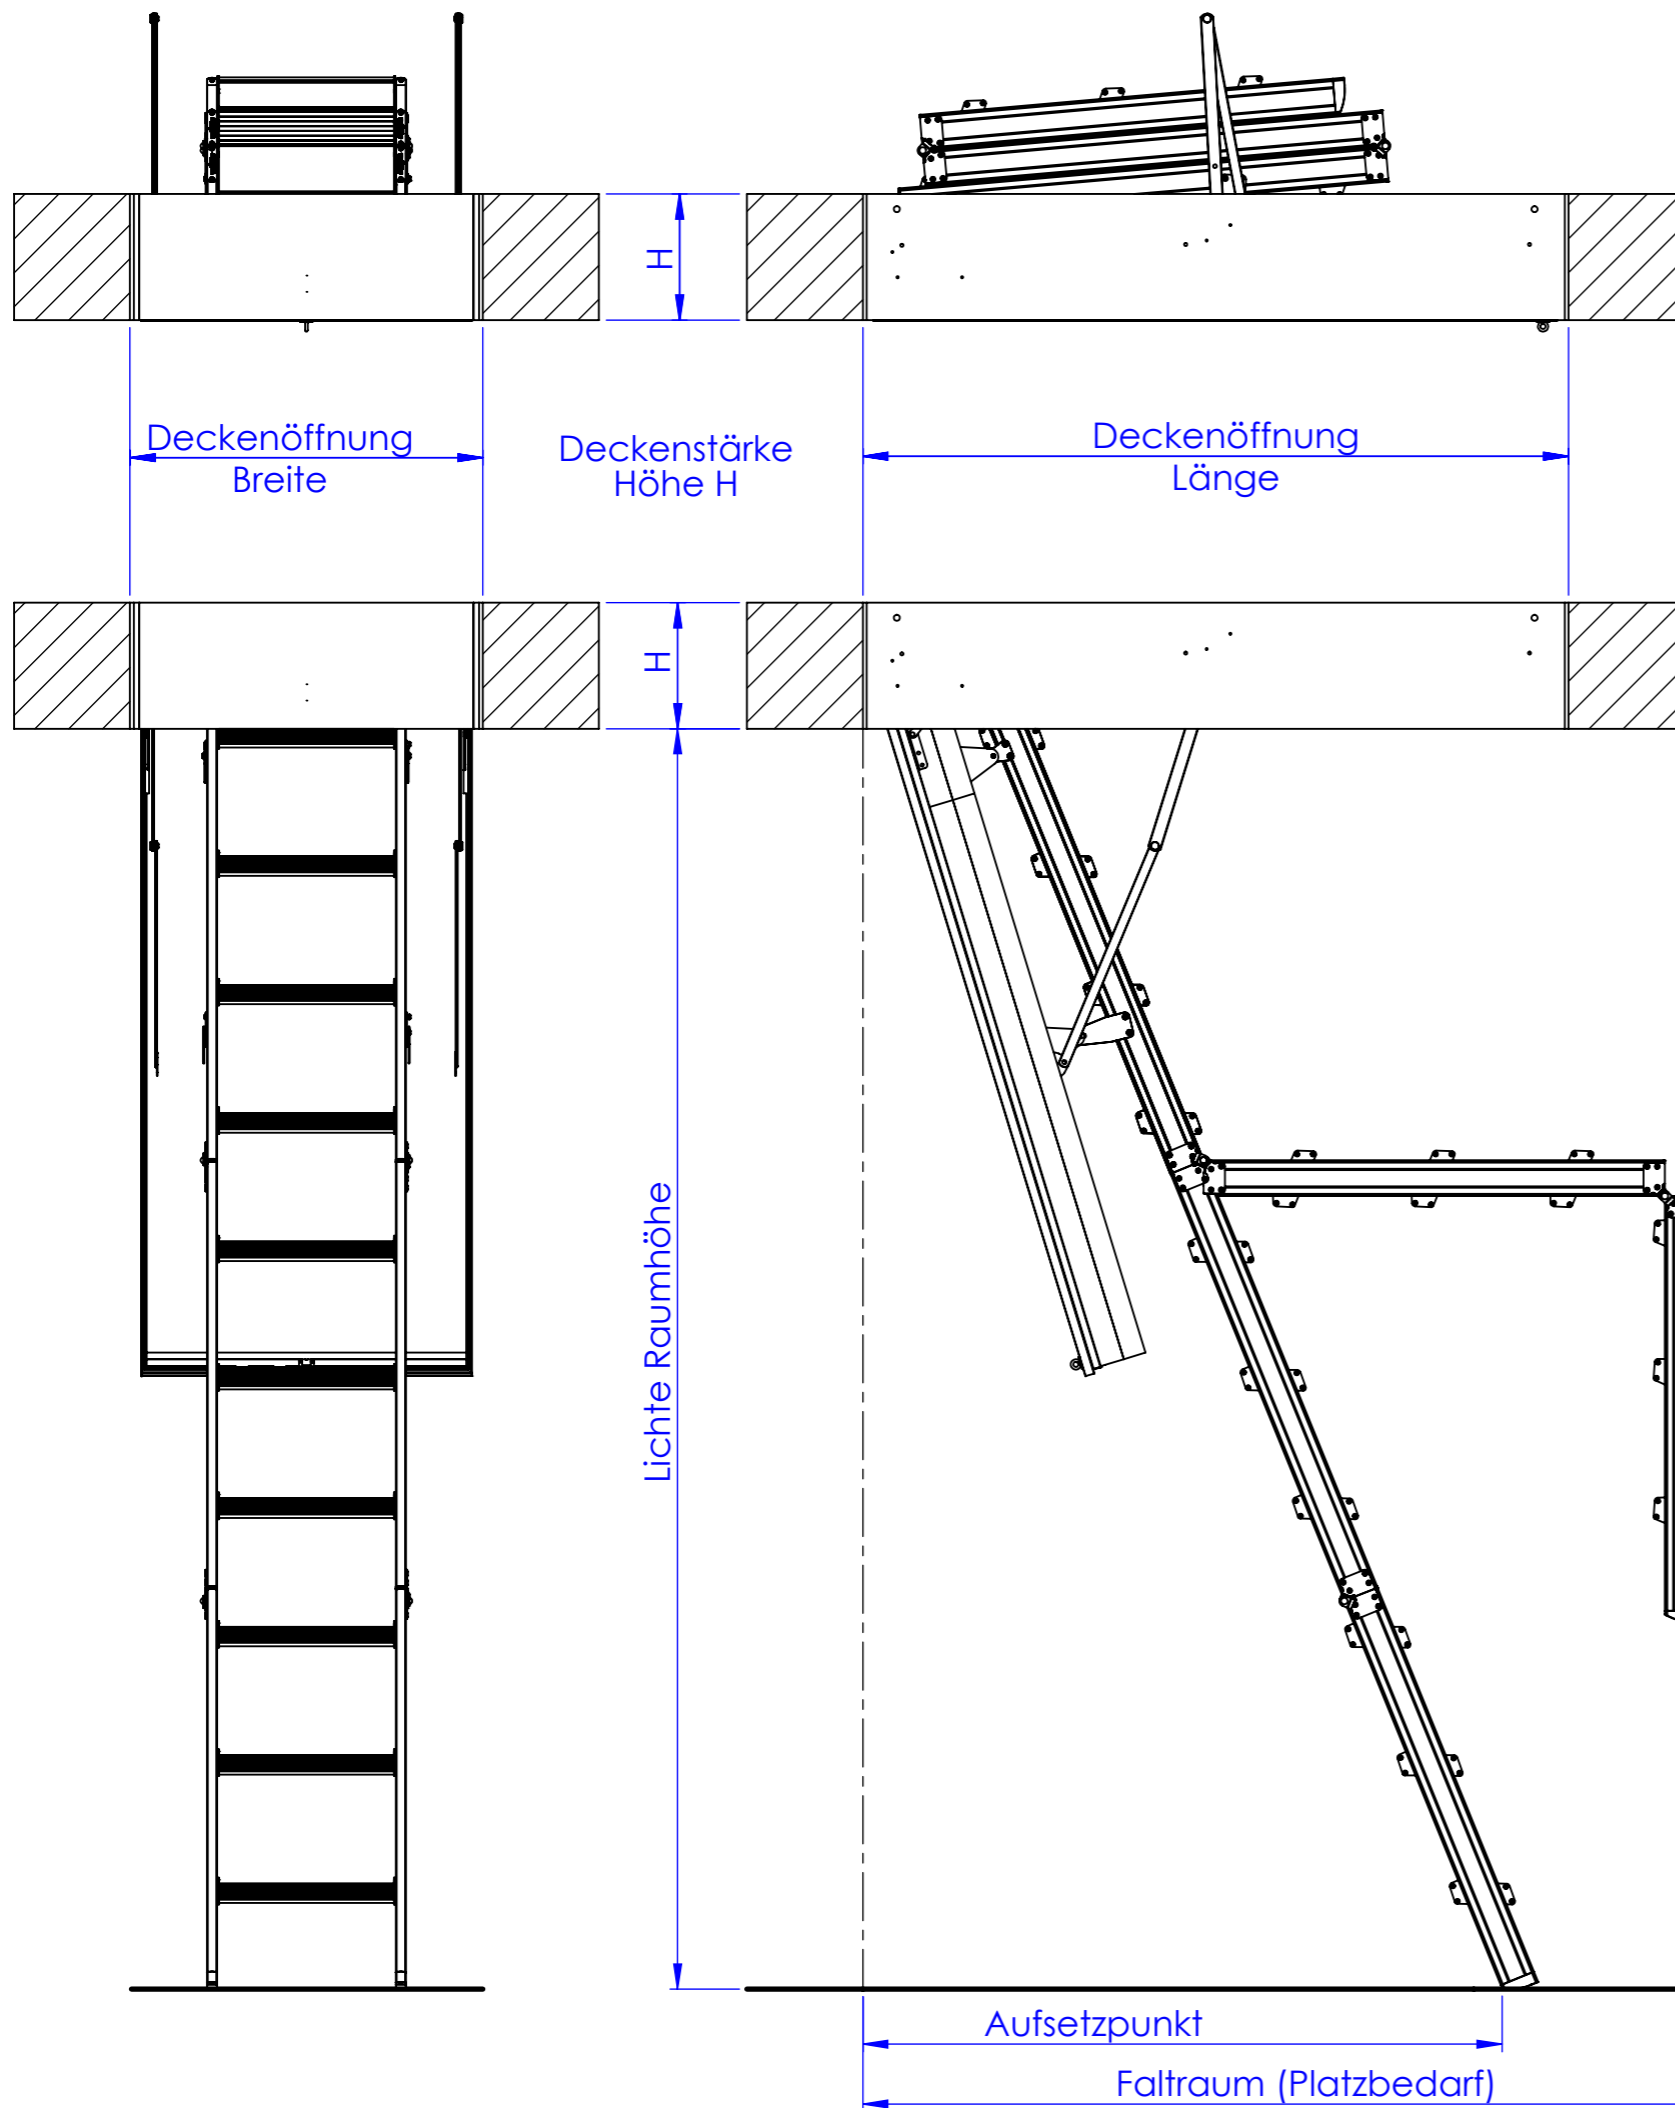 H
Deckenöffnung
Breite
Deckenstärke
Höhe H
Deckenöffnung
Länge
H
Lichte Raumhöhe
Aufsetzpunkt
Faltraum (Platzbedarf)